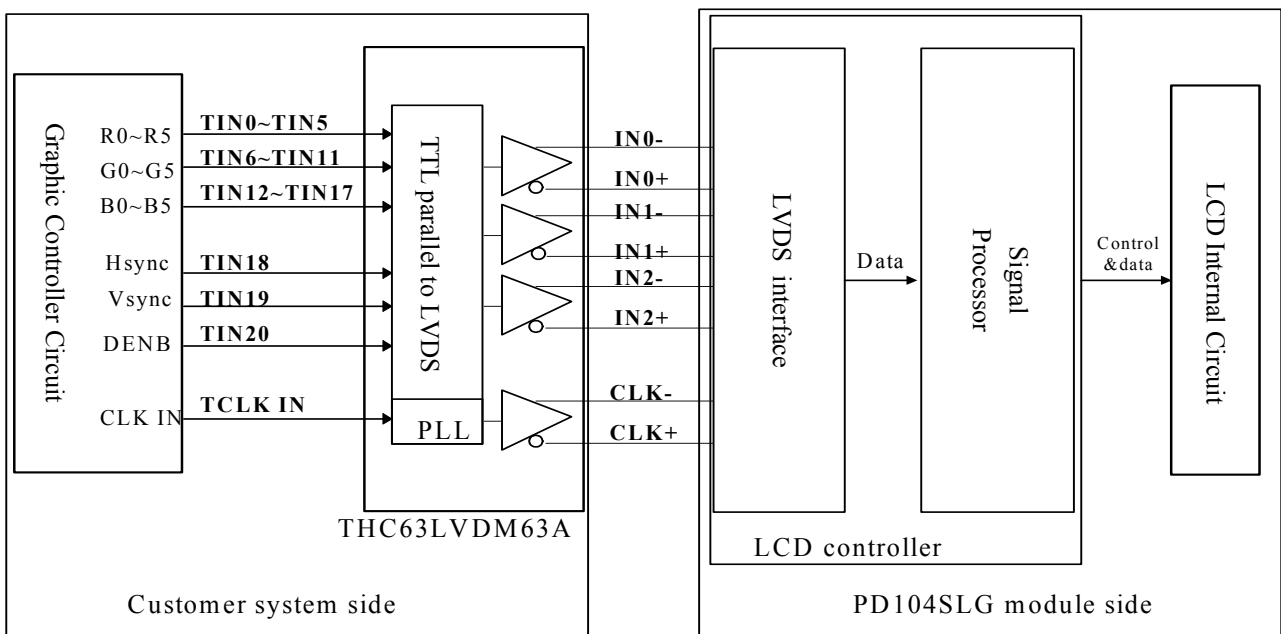 Graphic Controller Circuit
R0~R5
G0~G5
B0~B5
Hsync
Vsync
DENB
CLK IN
TIN0~TIN5
TIN6~TIN11
TIN12~TIN17
TIN18
TIN19
TIN20
TCLK IN
TTL parallel to LVDS
PLL
THC63LVDM63A
Customer system side
IN0-
IN0+
IN1-
IN1+
IN2-
IN2+
CLK-
CLK+
LVDS interface
Data
Signal
Processor
LCD controller
Control
&data
LCD Internal Circuit
PD104SLG module side